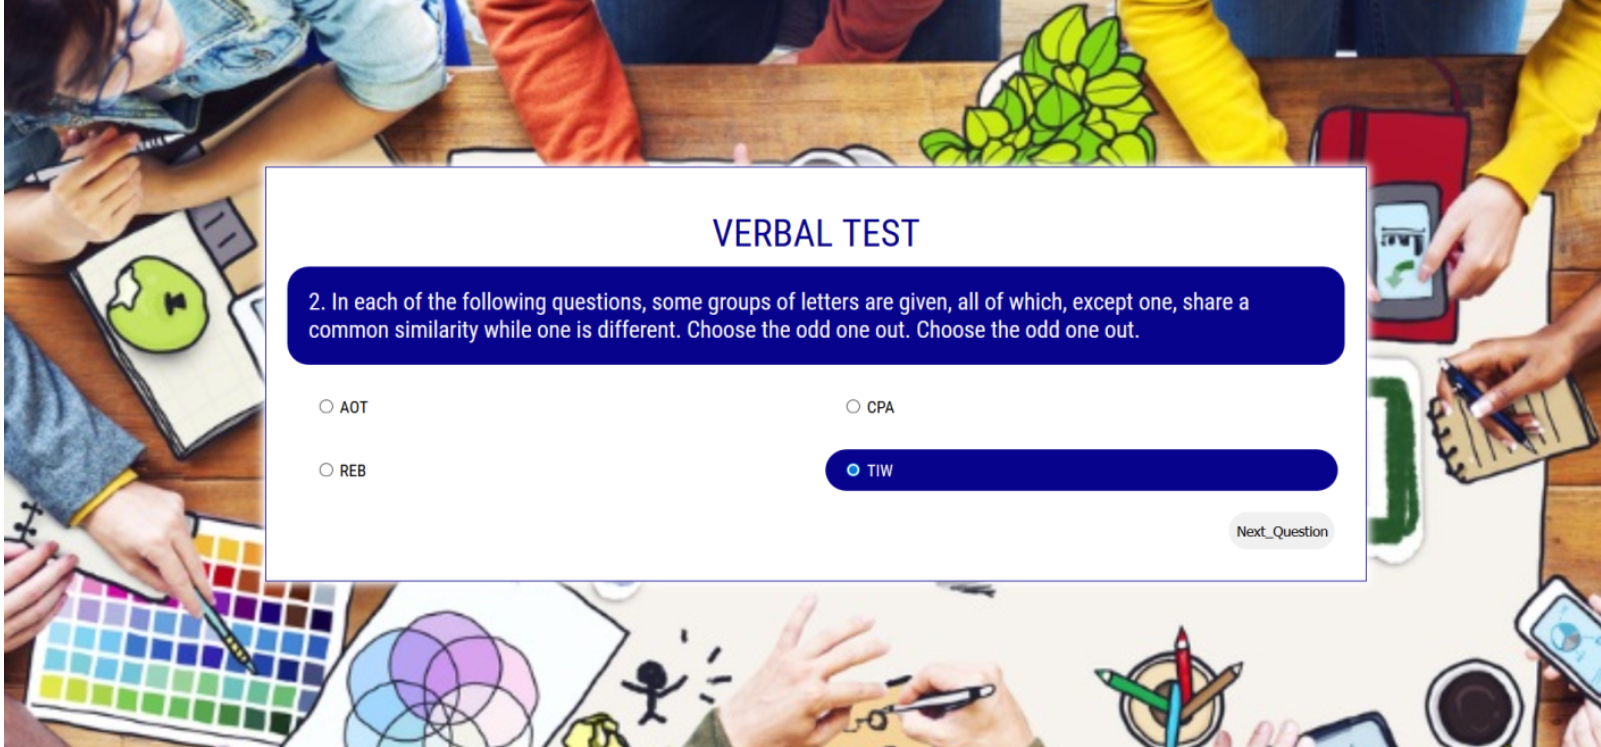 VERBAL TEST
2. In each of the following questions, some groups of letters are given, all of which, except one, share a
common similarity while one is different. Choose the odd one out. Choose the odd one out.
AOT
CPA
REB
TIW
Next_Question